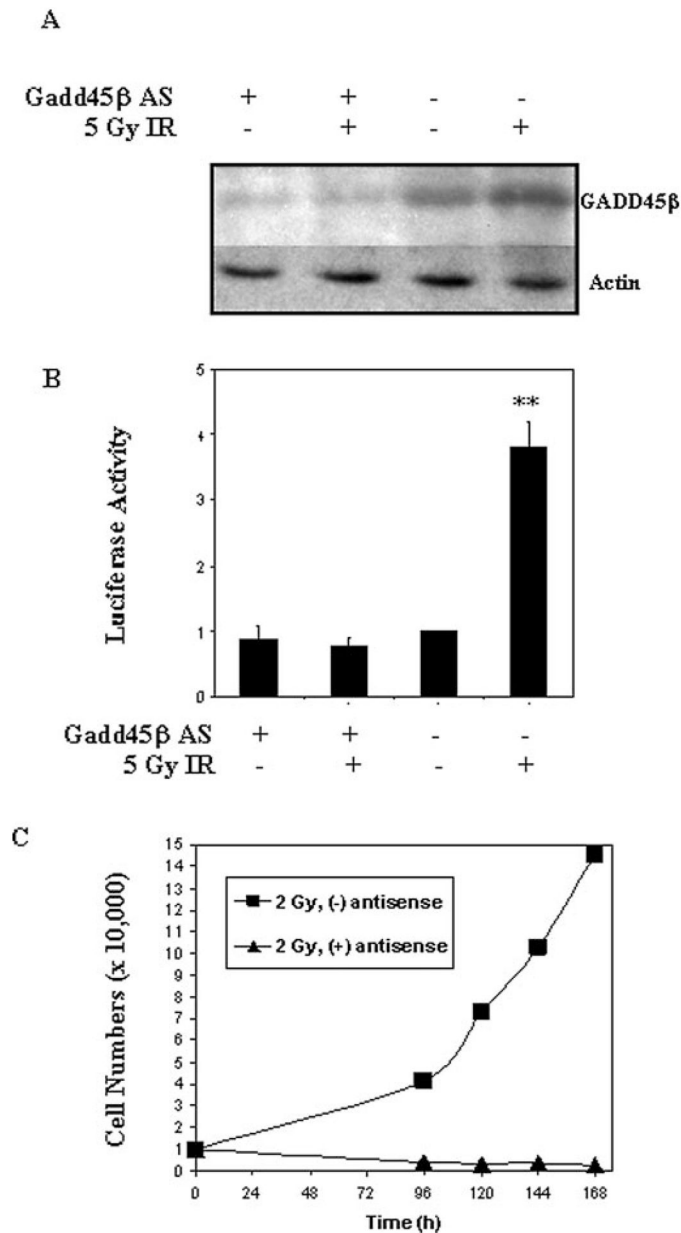 A
Gadd45β AS + + - -
5 Gy IR - + - +
GADD45β
Actin
B
5
4
3
2
1
0
Luciferase Activity
**
Gadd45β AS + + - -
5 Gy IR - + - +
C
15
14
13
12
11
10
9
8
7
6
5
4
3
2
1
0
Cell Numbers (x 10,000)
2 Gy, (-) antisense
2 Gy, (+) antisense
0 24 48 72 96 120 144 168
Time (h)